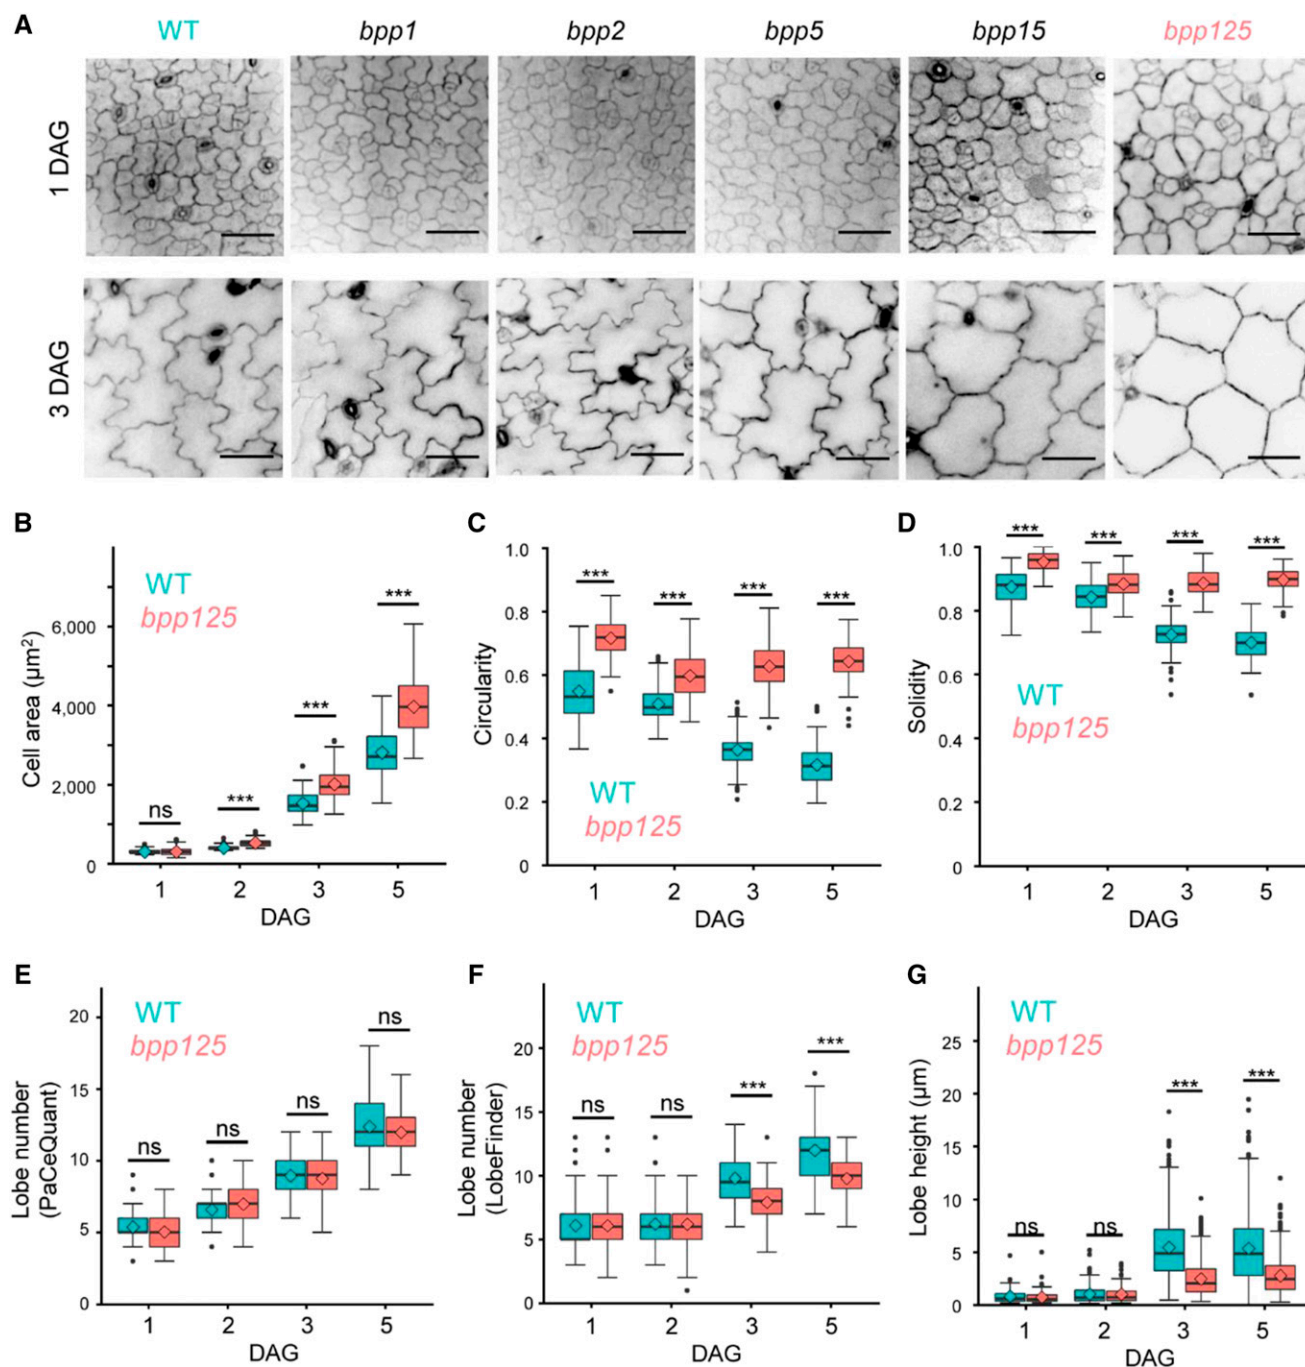 A
WT bpp1 bpp2 bpp5 bpp15 bpp125
1 DAG
3 DAG
B
WT
bpp125
Cell area (µm²)
6,000
4,000
2,000
0
ns
***
***
***
1 2 3 5
DAG
C
1.0
0.8
0.6
0.4
0.2
0
Circularity
***
***
***
***
WT
bpp125
1 2 3 5
DAG
D
1.0
0.8
0.6
0.4
0.2
0
Solidity
***
***
***
***
WT
bpp125
1 2 3 5
DAG
E
WT
bpp125
Lobe number
(PaCeQuant)
20
15
10
5
0
ns
ns
ns
ns
1 2 3 5
DAG
F
WT
bpp125
Lobe number
(LobeFinder)
20
15
10
5
0
ns
ns
***
***
1 2 3 5
DAG
G
WT
bpp125
Lobe height (µm)
25
20
15
10
5
0
ns
ns
***
***
1 2 3 5
DAG